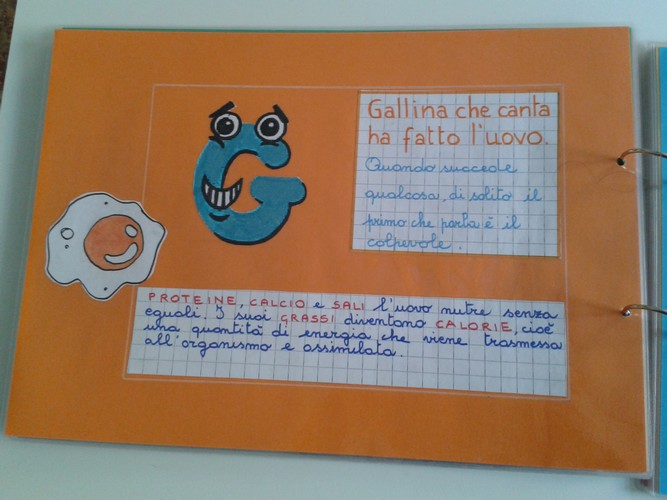 G
Gallina che canta
ha fatto l'uovo.
Quando succede
qualcosa, di solito il
primo che parla è il
colpevole.
PROTEINE, CALCIO e SALI l'uovo nutre senza
eguali. I suoi GRASSI diventano CALORIE, cioè
una quantità di energia che viene trasmessa
all'organismo e assimilata.